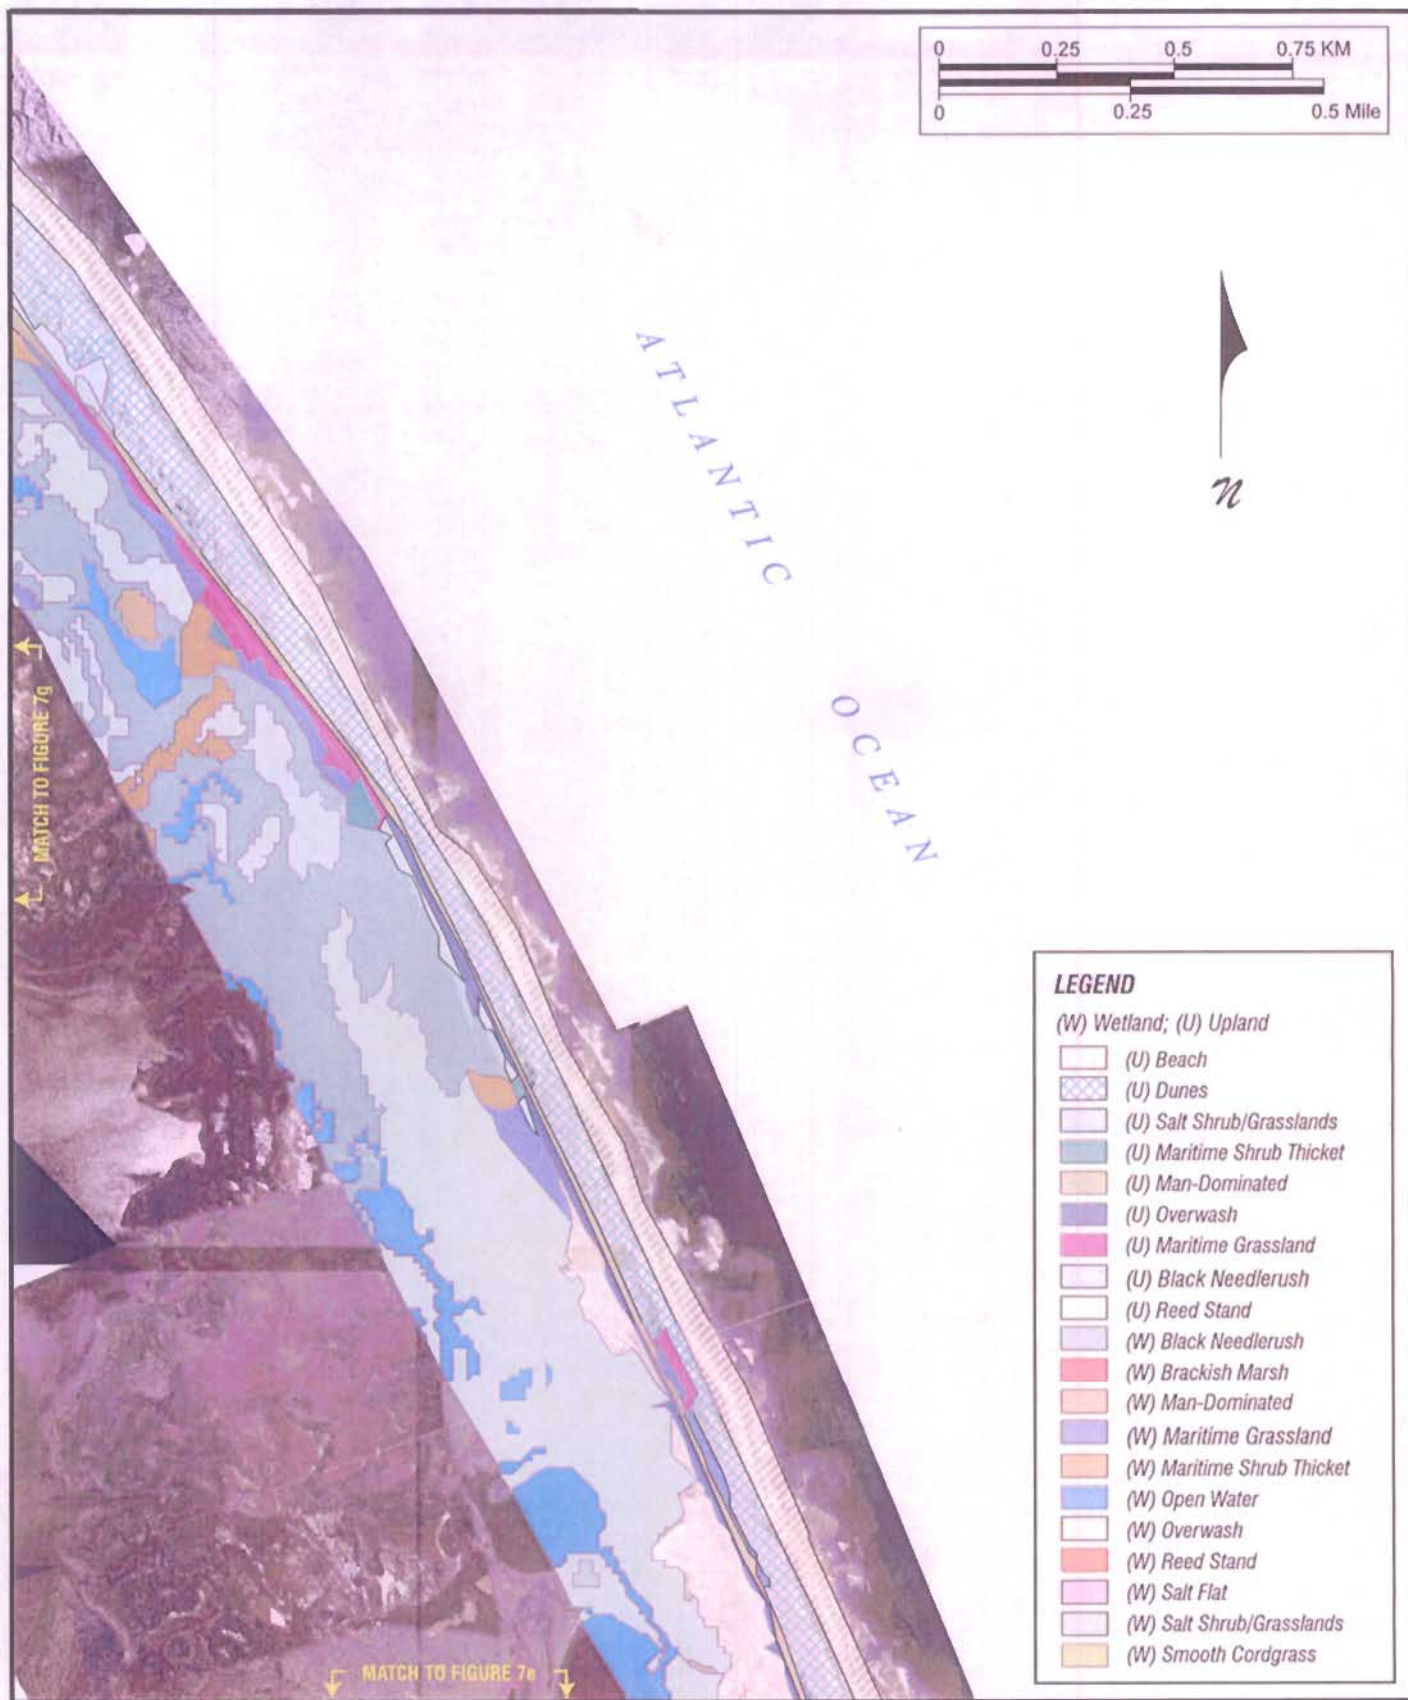 0 0.25 0.5 0.75 KM
0 0.25 0.5 Mile
ATLANTIC
OCEAN
N
MATCH TO FIGURE 7g
LEGEND
(W) Wetland; (U) Upland
(U) Beach
(U) Dunes
(U) Salt Shrub/Grasslands
(U) Maritime Shrub Thicket
(U) Man-Dominated
(U) Overwash
(U) Maritime Grassland
(U) Black Needlerush
(U) Reed Stand
(W) Black Needlerush
(W) Brackish Marsh
(W) Man-Dominated
(W) Maritime Grassland
(W) Maritime Shrub Thicket
(W) Open Water
(W) Overwash
(W) Reed Stand
(W) Salt Flat
(W) Salt Shrub/Grasslands
(W) Smooth Cordgrass
MATCH TO FIGURE 7e